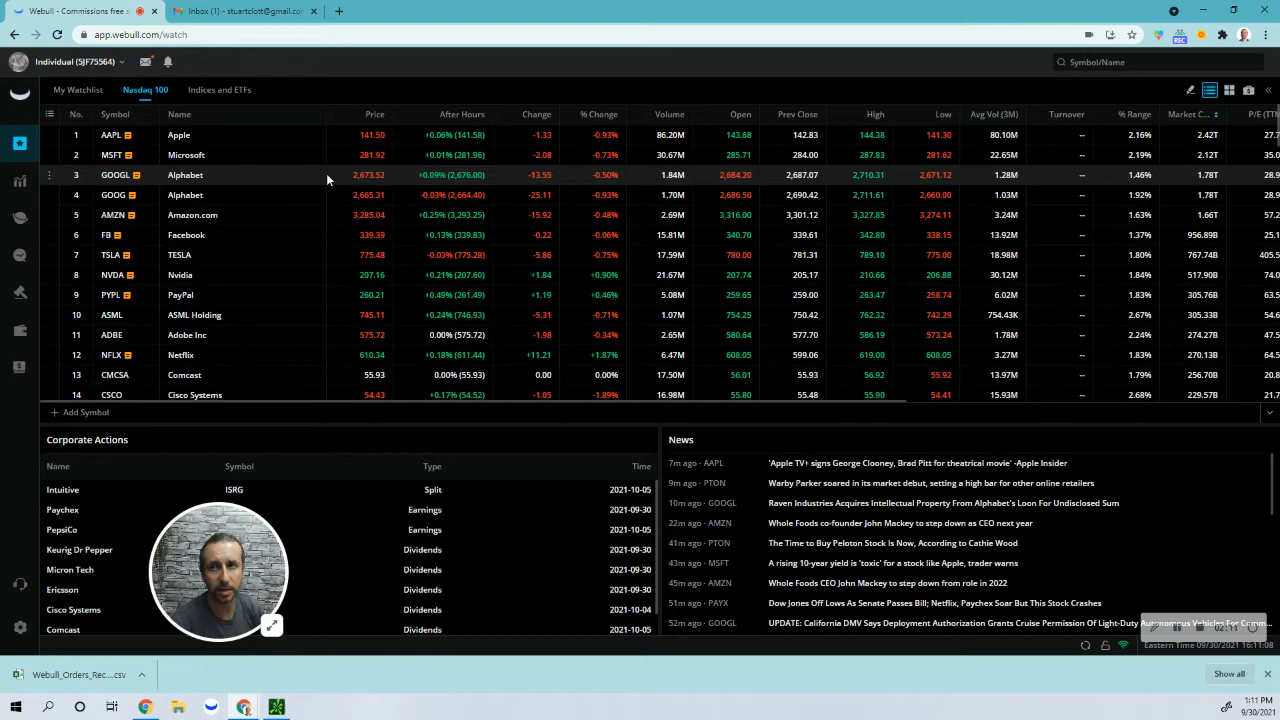 Webull - Commissions free s
Inbox (1) - stuartclott@gmail.com
app.webull.com/watch
REC
Individual (5JF75564)
Symbol/Name
My Watchlist Nasdaq 100 Indices and ETFs
No. Symbol Name Price After Hours Change % Change Volume Open Prev Close High Low Avg Vol (3M) Turnover % Range Market C... P/E (TTM
1 AAPL Apple 141.50 +0.06% (141.58) -1.33 -0.93% 86.20M 143.68 142.83 144.38 141.30 80.10M -- 2.16% 2.42T 27.7
2 MSFT Microsoft 281.92 +0.01% (281.96) -2.08 -0.73% 30.67M 285.71 284.00 287.83 281.62 22.65M -- 2.19% 2.12T 35.0
3 GOOGL Alphabet 2,673.52 +0.09% (2,676.00) -13.55 -0.50% 1.84M 2,684.20 2,687.07 2,710.31 2,671.12 1.28M -- 1.46% 1.78T 28.9
4 GOOG Alphabet 2,665.31 -0.03% (2,664.40) -25.11 -0.93% 1.70M 2,686.50 2,690.42 2,711.61 2,660.00 1.03M -- 1.92% 1.78T 28.9
5 AMZN Amazon.com 3,285.04 +0.25% (3,293.25) -15.92 -0.48% 2.69M 3,316.00 3,301.12 3,327.85 3,274.11 3.24M -- 1.63% 1.66T 57.2
6 FB Facebook 339.39 +0.13% (339.83) -0.22 -0.06% 15.81M 340.70 339.61 342.80 338.15 13.92M -- 1.37% 956.89B 25.1
7 TSLA TESLA 775.48 -0.03% (775.28) -5.86 -0.75% 17.59M 780.00 781.31 789.10 775.00 18.98M -- 1.80% 767.74B 405.5
8 NVDA Nvidia 207.16 +0.21% (207.60) +1.84 +0.90% 21.67M 207.74 205.17 210.66 206.88 30.12M -- 1.84% 517.90B 74.1
9 PYPL PayPal 260.21 +0.49% (261.49) +1.19 +0.46% 5.08M 259.65 259.00 263.47 258.74 6.02M -- 1.83% 305.76B 63.5
10 ASML ASML Holding 745.11 +0.24% (746.93) -5.31 -0.71% 1.07M 754.24 750.42 762.32 742.29 754.43K -- 2.67% 305.33B 54.6
11 ADBE Adobe Inc 575.72 0.00% (575.72) -1.98 -0.34% 2.65M 580.64 577.70 586.19 573.24 1.78M -- 2.24% 274.27B 47.5
12 NFLX Netflix 610.34 +0.18% (611.44) +11.21 +1.87% 6.47M 608.05 599.06 619.00 608.05 3.27M -- 1.83% 270.13B 64.5
13 CMCSA Comcast 55.93 0.00% (55.93) 0.00 0.00% 17.50M 56.01 55.93 56.92 55.92 13.97M -- 1.79% 256.70B 20.8
14 CSCO Cisco Systems 54.43 +0.17% (54.52) -1.05 -1.89% 16.98M 55.80 55.48 55.90 54.41 15.93M -- 2.68% 229.57B 21.7
Add Symbol
Corporate Actions
Name Symbol Type Time
Intuitive ISRG Split 2021-10-05
Paychex Earnings 2021-09-30
PepsiCo Earnings 2021-10-05
Keurig Dr Pepper Dividends 2021-09-30
Micron Tech Dividends 2021-09-30
Ericsson Dividends 2021-09-30
Cisco Systems Dividends 2021-10-04
Comcast Dividends 2021-10-04
News
7m ago · AAPL 'Apple TV+ signs George Clooney, Brad Pitt for theatrical movie' -Apple Insider
9m ago · PTON Warby Parker soared in its market debut, setting a high bar for other online retailers
10m ago · GOOGL Raven Industries Acquires Intellectual Property From Alphabet's Loon For Undisclosed Sum
22m ago · AMZN Whole Foods co-founder John Mackey to step down as CEO next year
41m ago · PTON The Time to Buy Peloton Stock Is Now, According to Cathie Wood
43m ago · MSFT A rising 10-year yield is 'toxic' for a stock like Apple, trader warns
45m ago · AMZN Whole Foods CEO John Mackey to step down from role in 2022
51m ago · PAYX Dow Jones Off Lows As Senate Passes Bill; Netflix, Paychex Soar But This Stock Crashes
52m ago · GOOGL UPDATE: California DMV Says Deployment Authorization Grants Cruise Permission Of Light-Duty Autonomous Vehicles For Comm...
02:11
Eastern Time 09/30/2021 16:11:08
Webull_Orders_Rec....csv
Show all
1:11 PM
9/30/2021